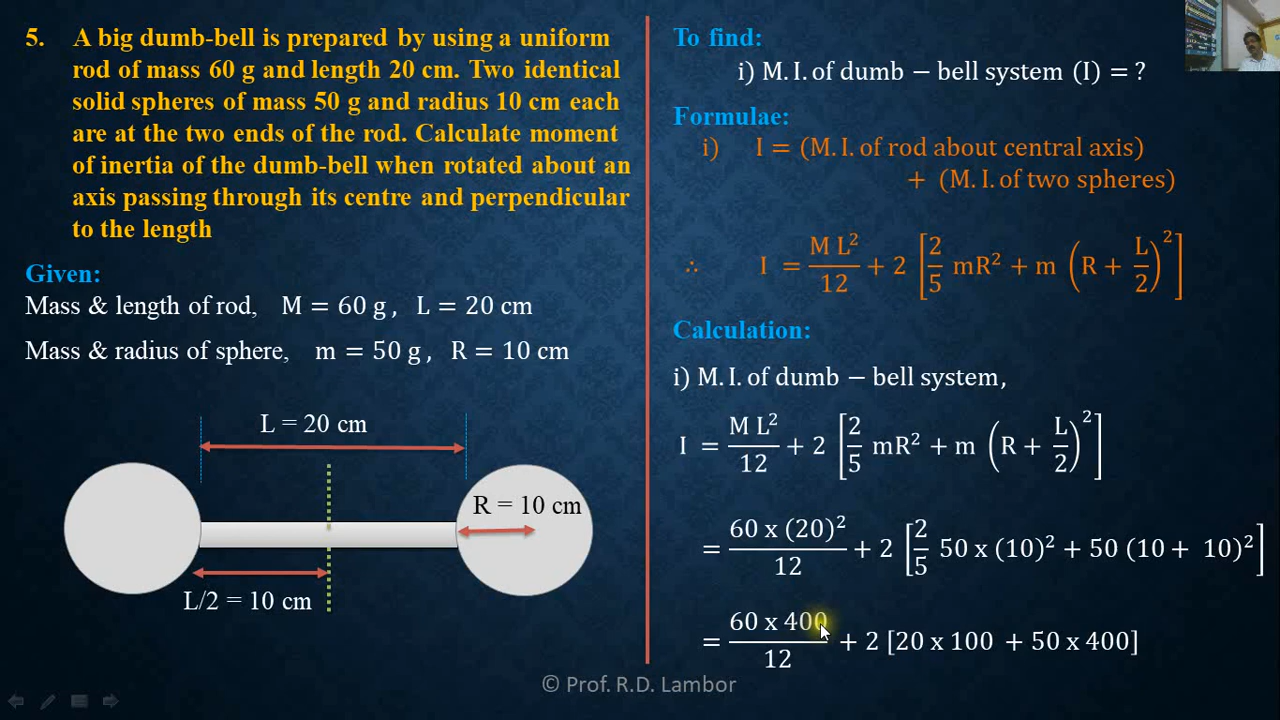 5. A big dumb-bell is prepared by using a uniform
rod of mass 60 g and length 20 cm. Two identical
solid spheres of mass 50 g and radius 10 cm each
are at the two ends of the rod. Calculate moment
of inertia of the dumb-bell when rotated about an
axis passing through its centre and perpendicular
to the length
Given:
Mass & length of rod, M = 60 g , L = 20 cm
Mass & radius of sphere, m = 50 g , R = 10 cm
L = 20 cm
R = 10 cm
L/2 = 10 cm
To find:
i) M. I. of dumb − bell system (I) = ?
Formulae:
i) I = (M. I. of rod about central axis)
+ (M. I. of two spheres)
∴ I = M L²/12 + 2 [2/5 mR² + m (R + L/2)²]
Calculation:
i) M. I. of dumb − bell system,
I = M L²/12 + 2 [2/5 mR² + m (R + L/2)²]
= 60 x (20)²/12 + 2 [2/5 50 x (10)² + 50 (10 + 10)²]
= 60 x 400/12 + 2 [20 x 100 + 50 x 400]
© Prof. R.D. Lambor